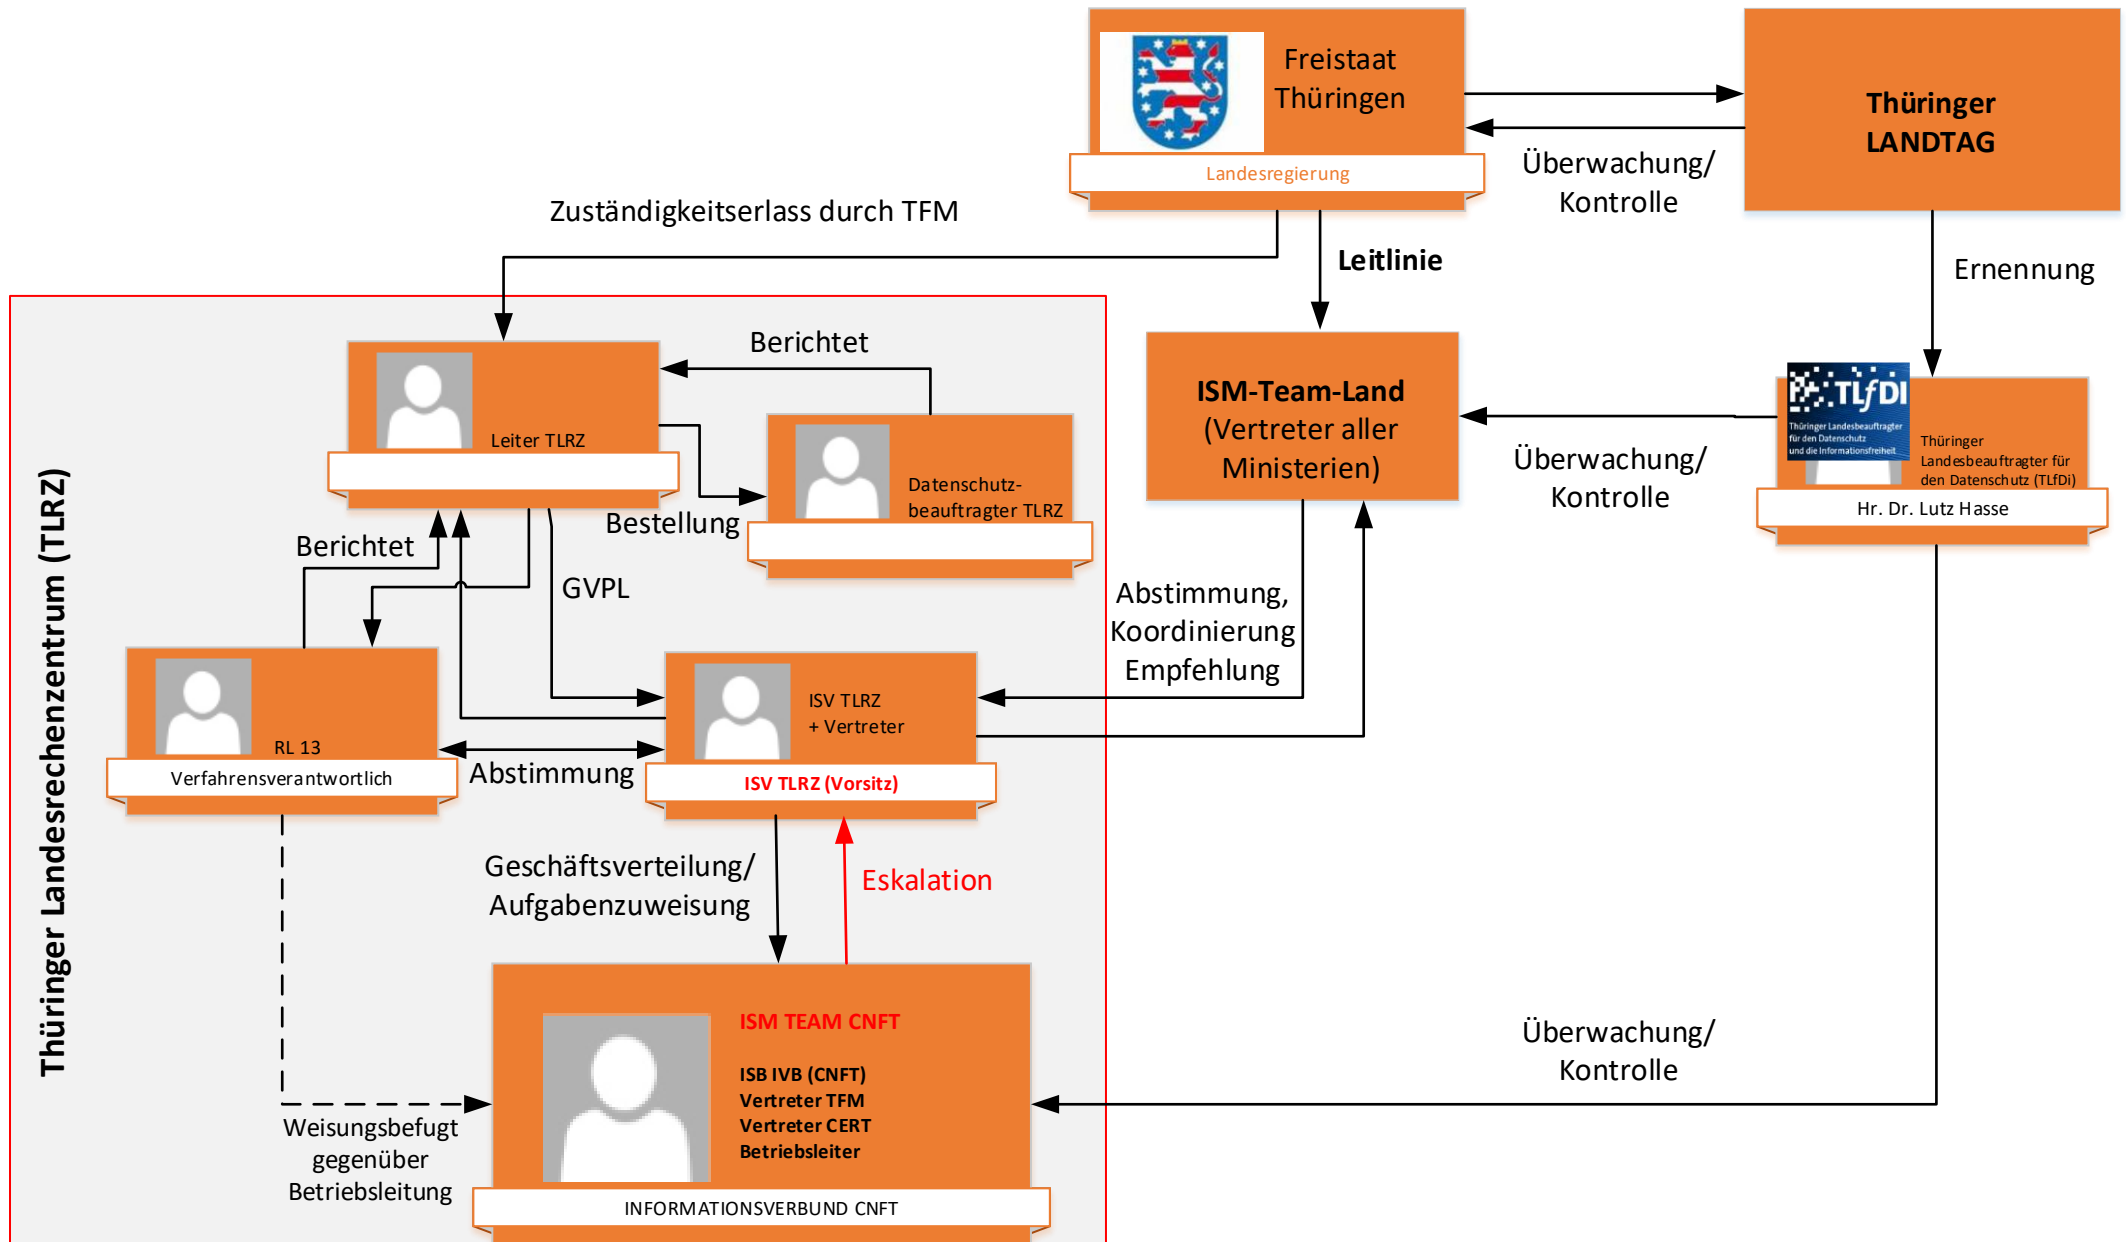 Freistaat
Thüringen
Landesregierung
Thüringer
LANDTAG
Überwachung/
Kontrolle
Zuständigkeitserlass durch TFM
Leitlinie
Ernennung
Thüringer Landesrechenzentrum (TLRZ)
Leiter TLRZ
Berichtet
Datenschutz-
beauftragter TLRZ
Bestellung
ISM-Team-Land
(Vertreter aller
Ministerien)
Überwachung/
Kontrolle
TLfDI
Thüringer Landesbeauftragter
für den Datenschutz
und die Informationsfreiheit
Thüringer
Landesbeauftragter für
den Datenschutz (TLfDi)
Hr. Dr. Lutz Hasse
Berichtet
GVPL
Abstimmung,
Koordinierung
Empfehlung
RL 13
Verfahrensverantwortlich
Abstimmung
ISV TLRZ
+ Vertreter
ISV TLRZ (Vorsitz)
Geschäftsverteilung/
Aufgabenzuweisung
Eskalation
ISM TEAM CNFT
ISB IVB (CNFT)
Vertreter TFM
Vertreter CERT
Betriebsleiter
INFORMATIONSVERBUND CNFT
Weisungsbefugt
gegenüber
Betriebsleitung
Überwachung/
Kontrolle